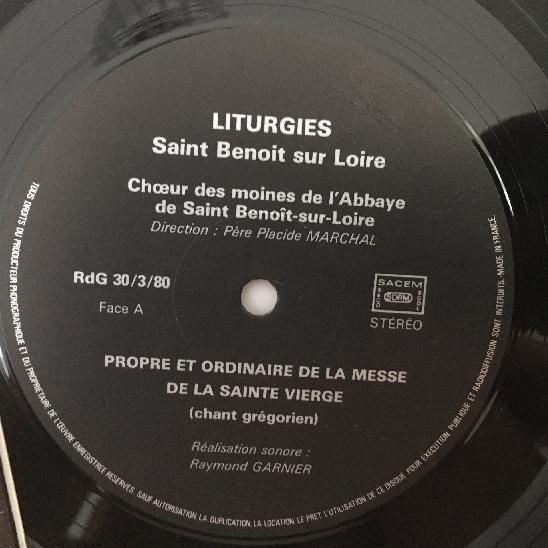 LITURGIES
Saint Benoit sur Loire
Chœur des moines de l'Abbaye
de Saint Benoît-sur-Loire
Direction : Père Placide MARCHAL
RdG 30/3/80
Face A
SACEM
SDRM
STÉRÉO
PROPRE ET ORDINAIRE DE LA MESSE
DE LA SAINTE VIERGE
(chant grégorien)
Réalisation sonore :
Raymond GARNIER
TOUS DROITS DU PRODUCTEUR PHONOGRAPHIQUE ET DU PROPRIETAIRE DE L'ŒUVRE ENREGISTREE RESERVES. SAUF AUTORISATION LA DUPLICATION, LA LOCATION LE PRET L'UTILISATION DE CE DISQUE POUR EXECUTION PUBLIQUE ET RADIODIFFUSION SONT INTERDITS. MADE IN FRANCE.